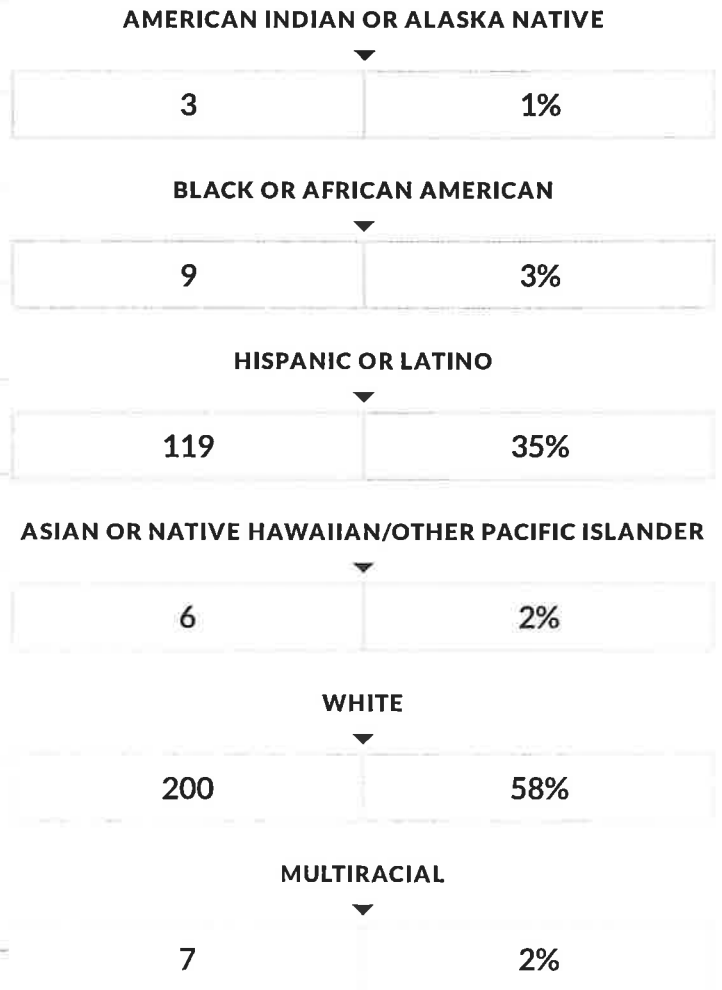 AMERICAN INDIAN OR ALASKA NATIVE
3 1%
BLACK OR AFRICAN AMERICAN
9 3%
HISPANIC OR LATINO
119 35%
ASIAN OR NATIVE HAWAIIAN/OTHER PACIFIC ISLANDER
6 2%
WHITE
200 58%
MULTIRACIAL
7 2%